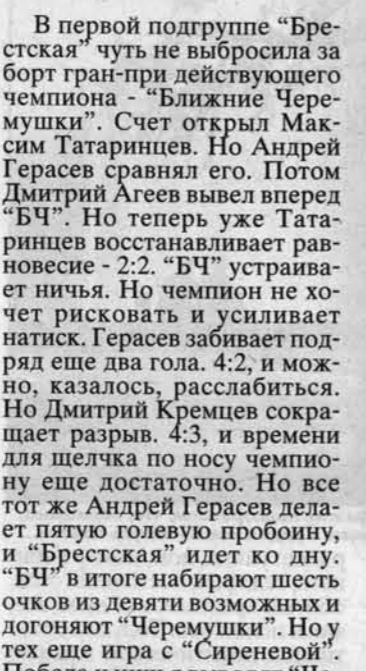 В первой подгруппе “Бре-
стская” чуть не выбросила за
борт гран-при действующего
чемпиона - “Ближние Чере-
мушки”. Счет открыл Мак-
сим Татаринцев. Но Андрей
Герасев сравнял его. Потом
Дмитрий Агеев вывел вперед
“БЧ”. Но теперь уже Тата-
ринцев восстанавливает рав-
новесие - 2:2. “БЧ” устраива-
ет ничья. Но чемпион не хо-
чет рисковать и усиливает
натиск. Герасев забивает под-
ряд еще два гола. 4:2, и мож-
но, казалось, расслабиться.
Но Дмитрий Кремцев сокра-
щает разрыв. 4:3, и времени
для щелчка по носу чемпио-
ну еще достаточно. Но все
тот же Андрей Герасев дела-
ет пятую голевую пробоину,
и “Брестская” идет ко дну.
“БЧ” в итоге набирают шесть
очков из девяти возможных и
догоняют “Черемушки”. Но у
тех еще игра с “Сиреневой”.